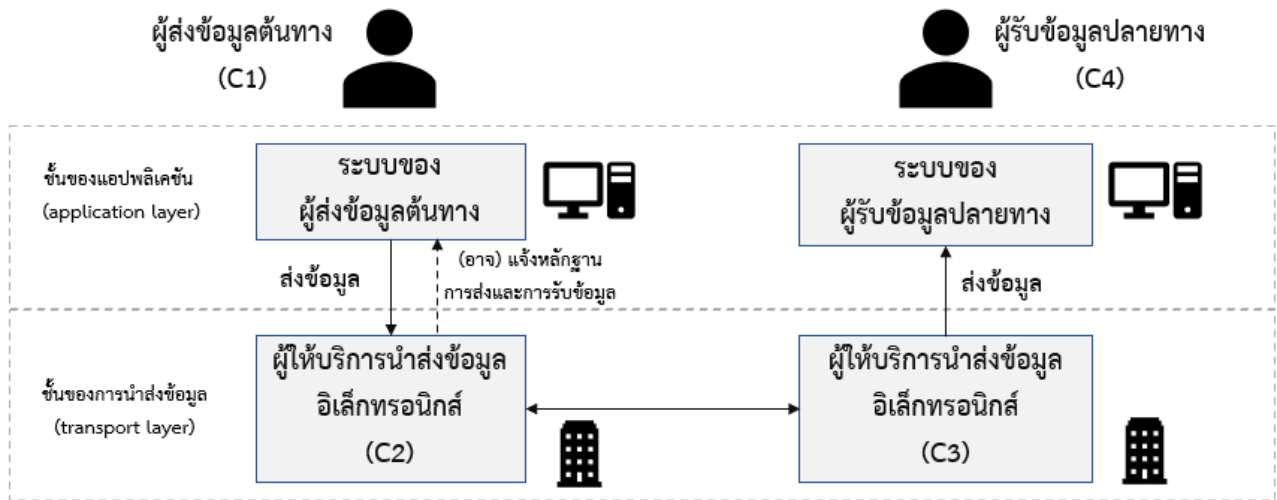 ผู้ส่งข้อมูลต้นทาง
(C1)
ผู้รับข้อมูลปลายทาง
(C4)
ชั้นของแอปพลิเคชัน
(application layer)
ระบบของ
ผู้ส่งข้อมูลต้นทาง
ระบบของ
ผู้รับข้อมูลปลายทาง
ส่งข้อมูล
(อาจ) แจ้งหลักฐาน
การส่งและการรับข้อมูล
ส่งข้อมูล
ชั้นของการนำส่งข้อมูล
(transport layer)
ผู้ให้บริการนำส่งข้อมูล
อิเล็กทรอนิกส์
(C2)
ผู้ให้บริการนำส่งข้อมูล
อิเล็กทรอนิกส์
(C3)